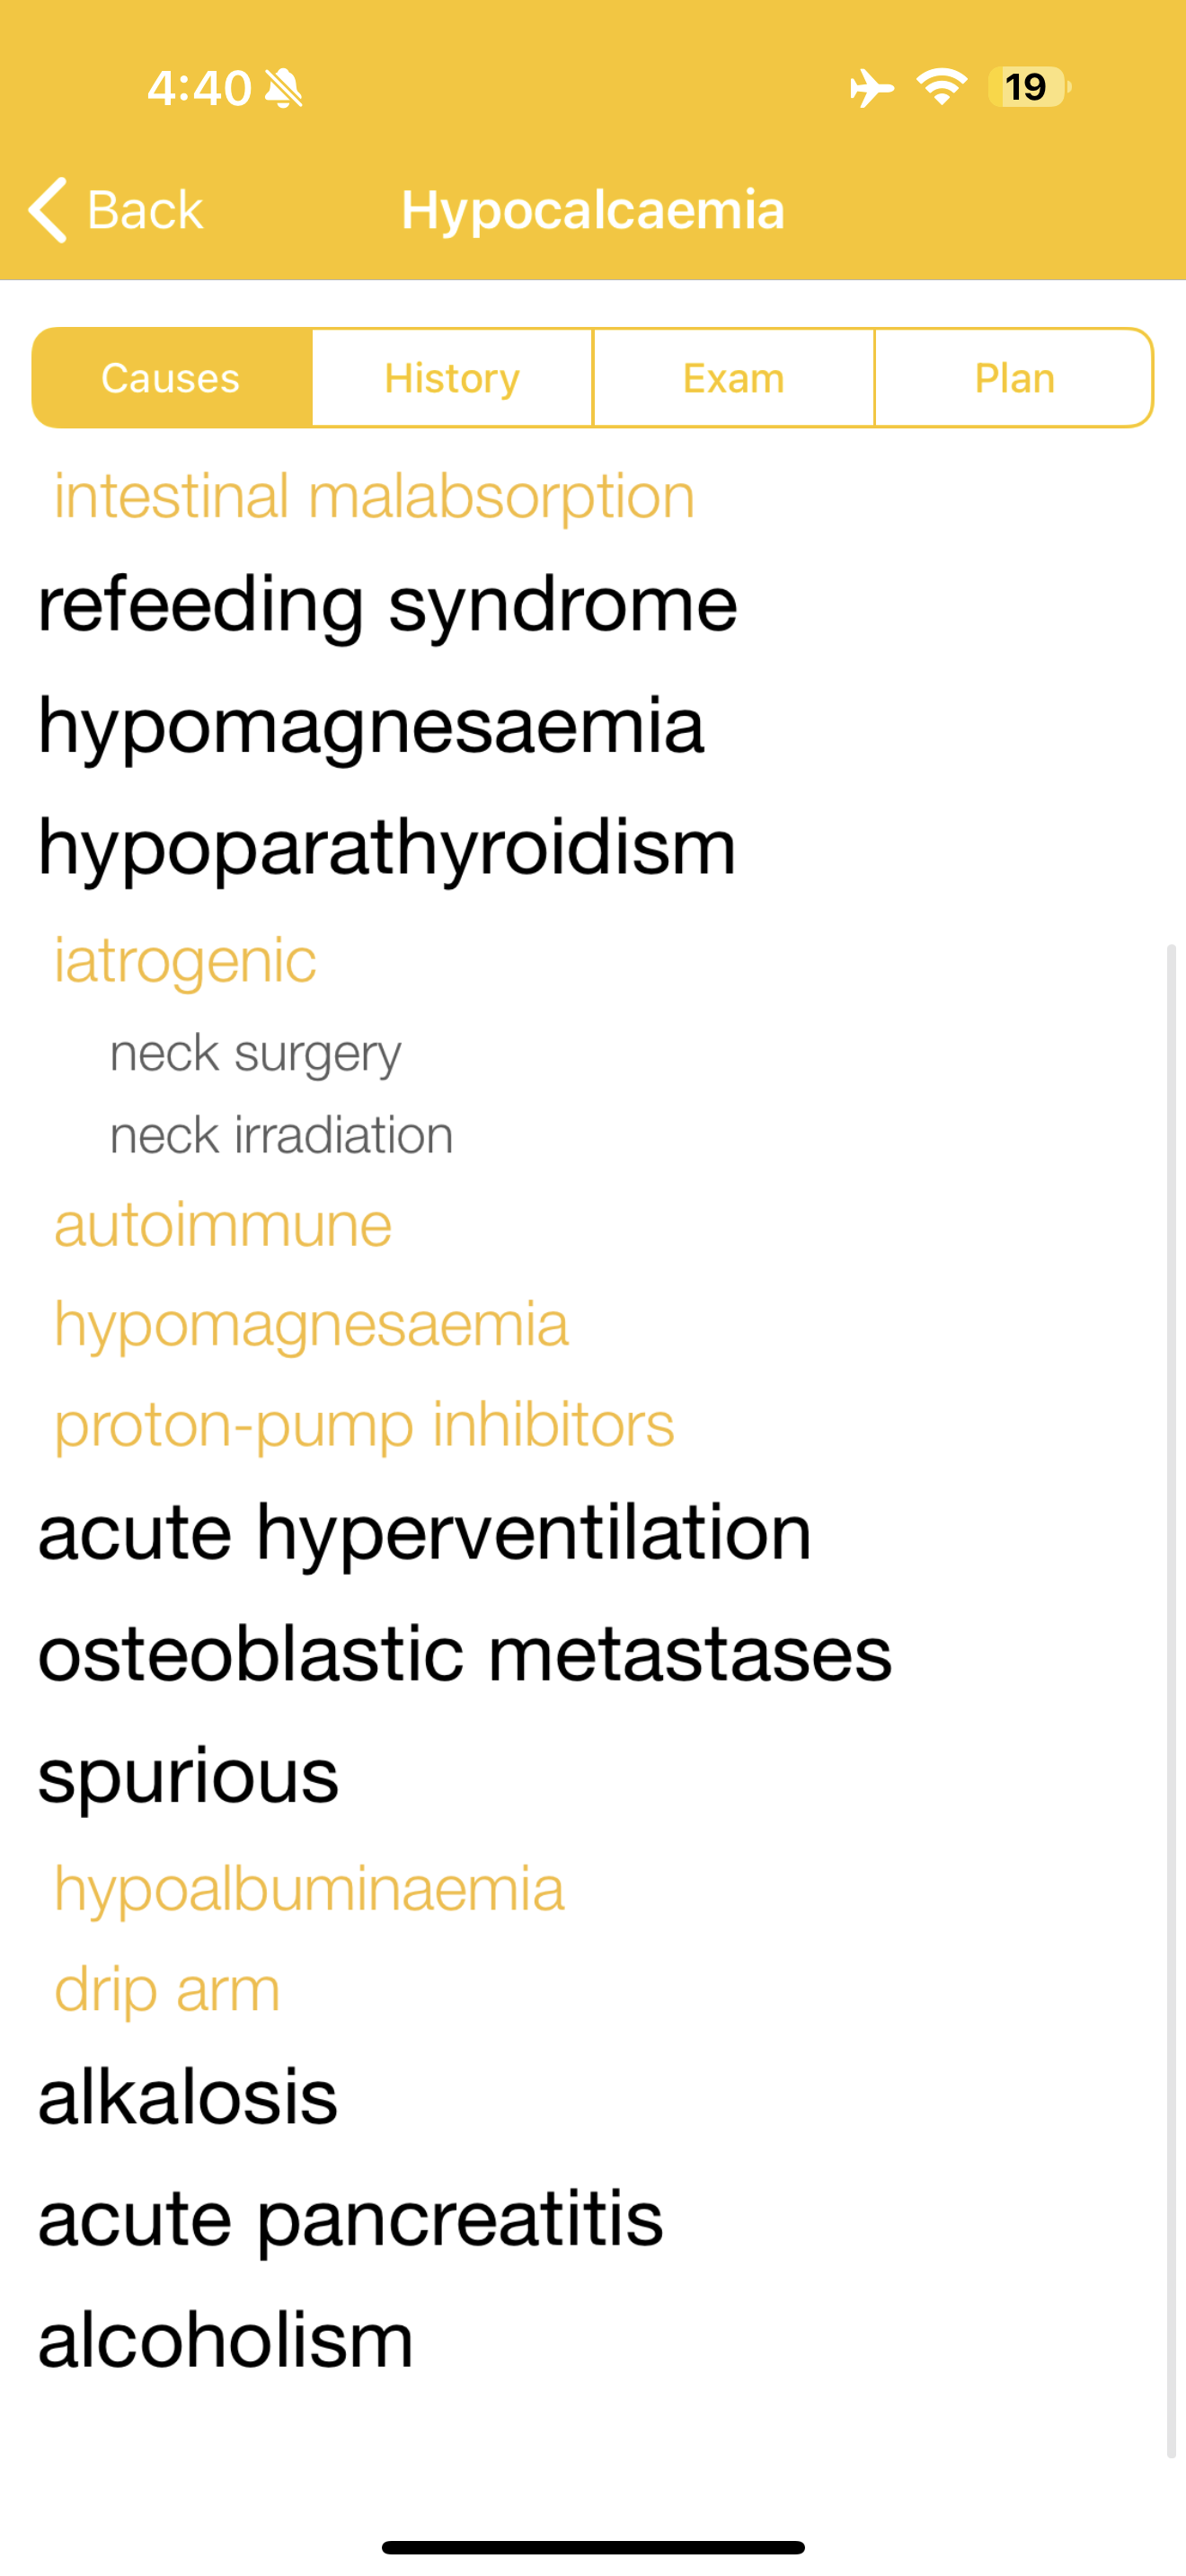 4:40
19
Back
Hypocalcaemia
Causes
History
Exam
Plan
intestinal malabsorption
refeeding syndrome
hypomagnesaemia
hypoparathyroidism
iatrogenic
neck surgery
neck irradiation
autoimmune
hypomagnesaemia
proton-pump inhibitors
acute hyperventilation
osteoblastic metastases
spurious
hypoalbuminaemia
drip arm
alkalosis
acute pancreatitis
alcoholism